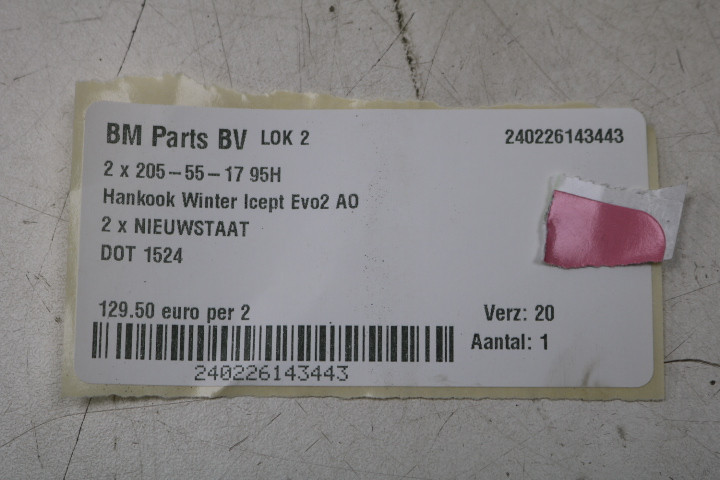 BM Parts BV LOK 2 240226143443
2 x 205-55-17 95H
Hankook Winter Icept Evo2 AO
2 x NIEUWSTAAT
DOT 1524
129.50 euro per 2 Verz: 20
Aantal: 1
240226143443